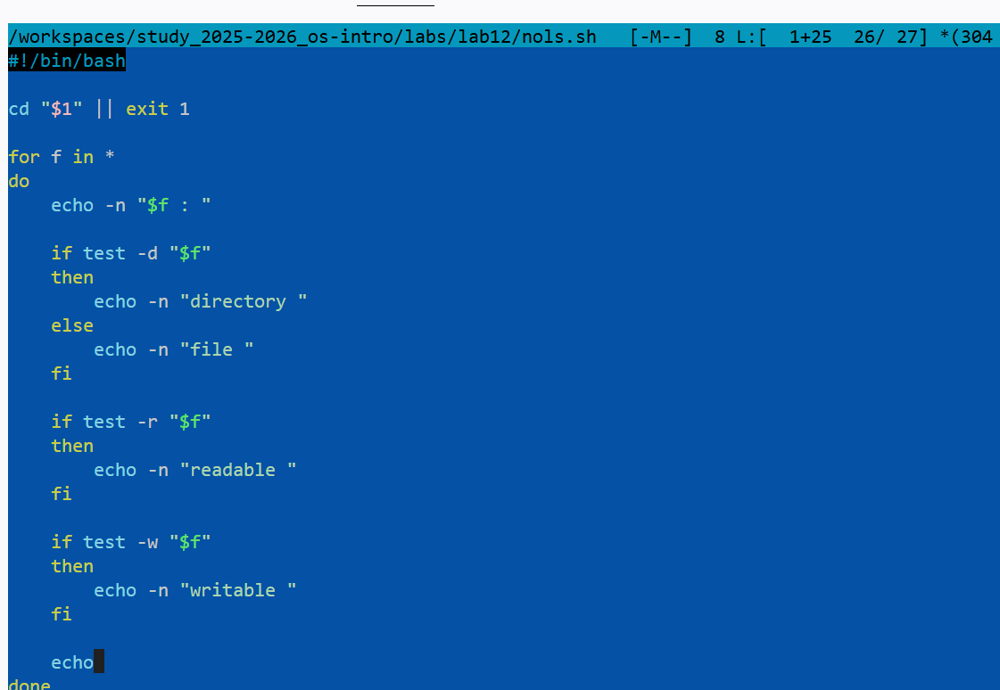 /workspaces/study_2025-2026_os-intro/labs/lab12/nols.sh   [-M--]  8 L:[  1+25  26/ 27] *(304
#!/bin/bash

cd "$1" || exit 1

for f in *
do
    echo -n "$f : "

    if test -d "$f"
    then
        echo -n "directory "
    else
        echo -n "file "
    fi

    if test -r "$f"
    then
        echo -n "readable "
    fi

    if test -w "$f"
    then
        echo -n "writable "
    fi

    echo
done